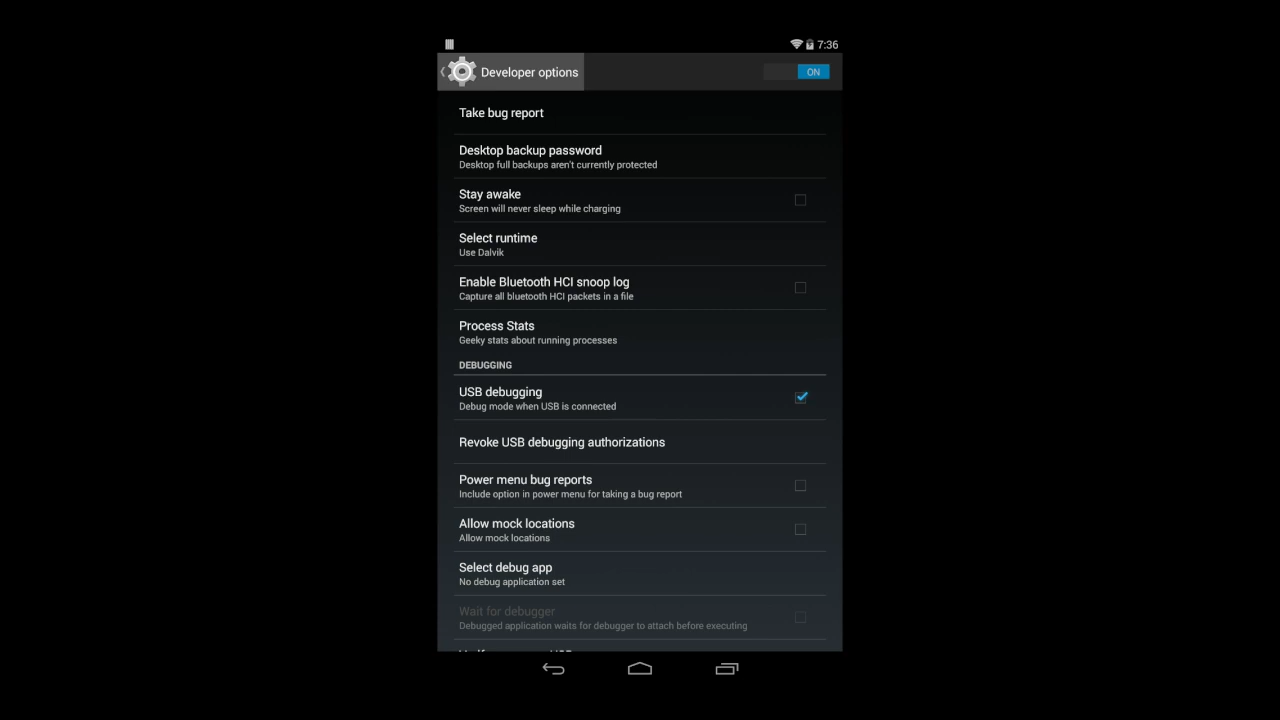 7:36
Developer options
ON
Take bug report
Desktop backup password
Desktop full backups aren't currently protected
Stay awake
Screen will never sleep while charging
Select runtime
Use Dalvik
Enable Bluetooth HCI snoop log
Capture all bluetooth HCI packets in a file
Process Stats
Geeky stats about running processes
DEBUGGING
USB debugging
Debug mode when USB is connected
Revoke USB debugging authorizations
Power menu bug reports
Include option in power menu for taking a bug report
Allow mock locations
Allow mock locations
Select debug app
No debug application set
Wait for debugger
Debugged application waits for debugger to attach before executing